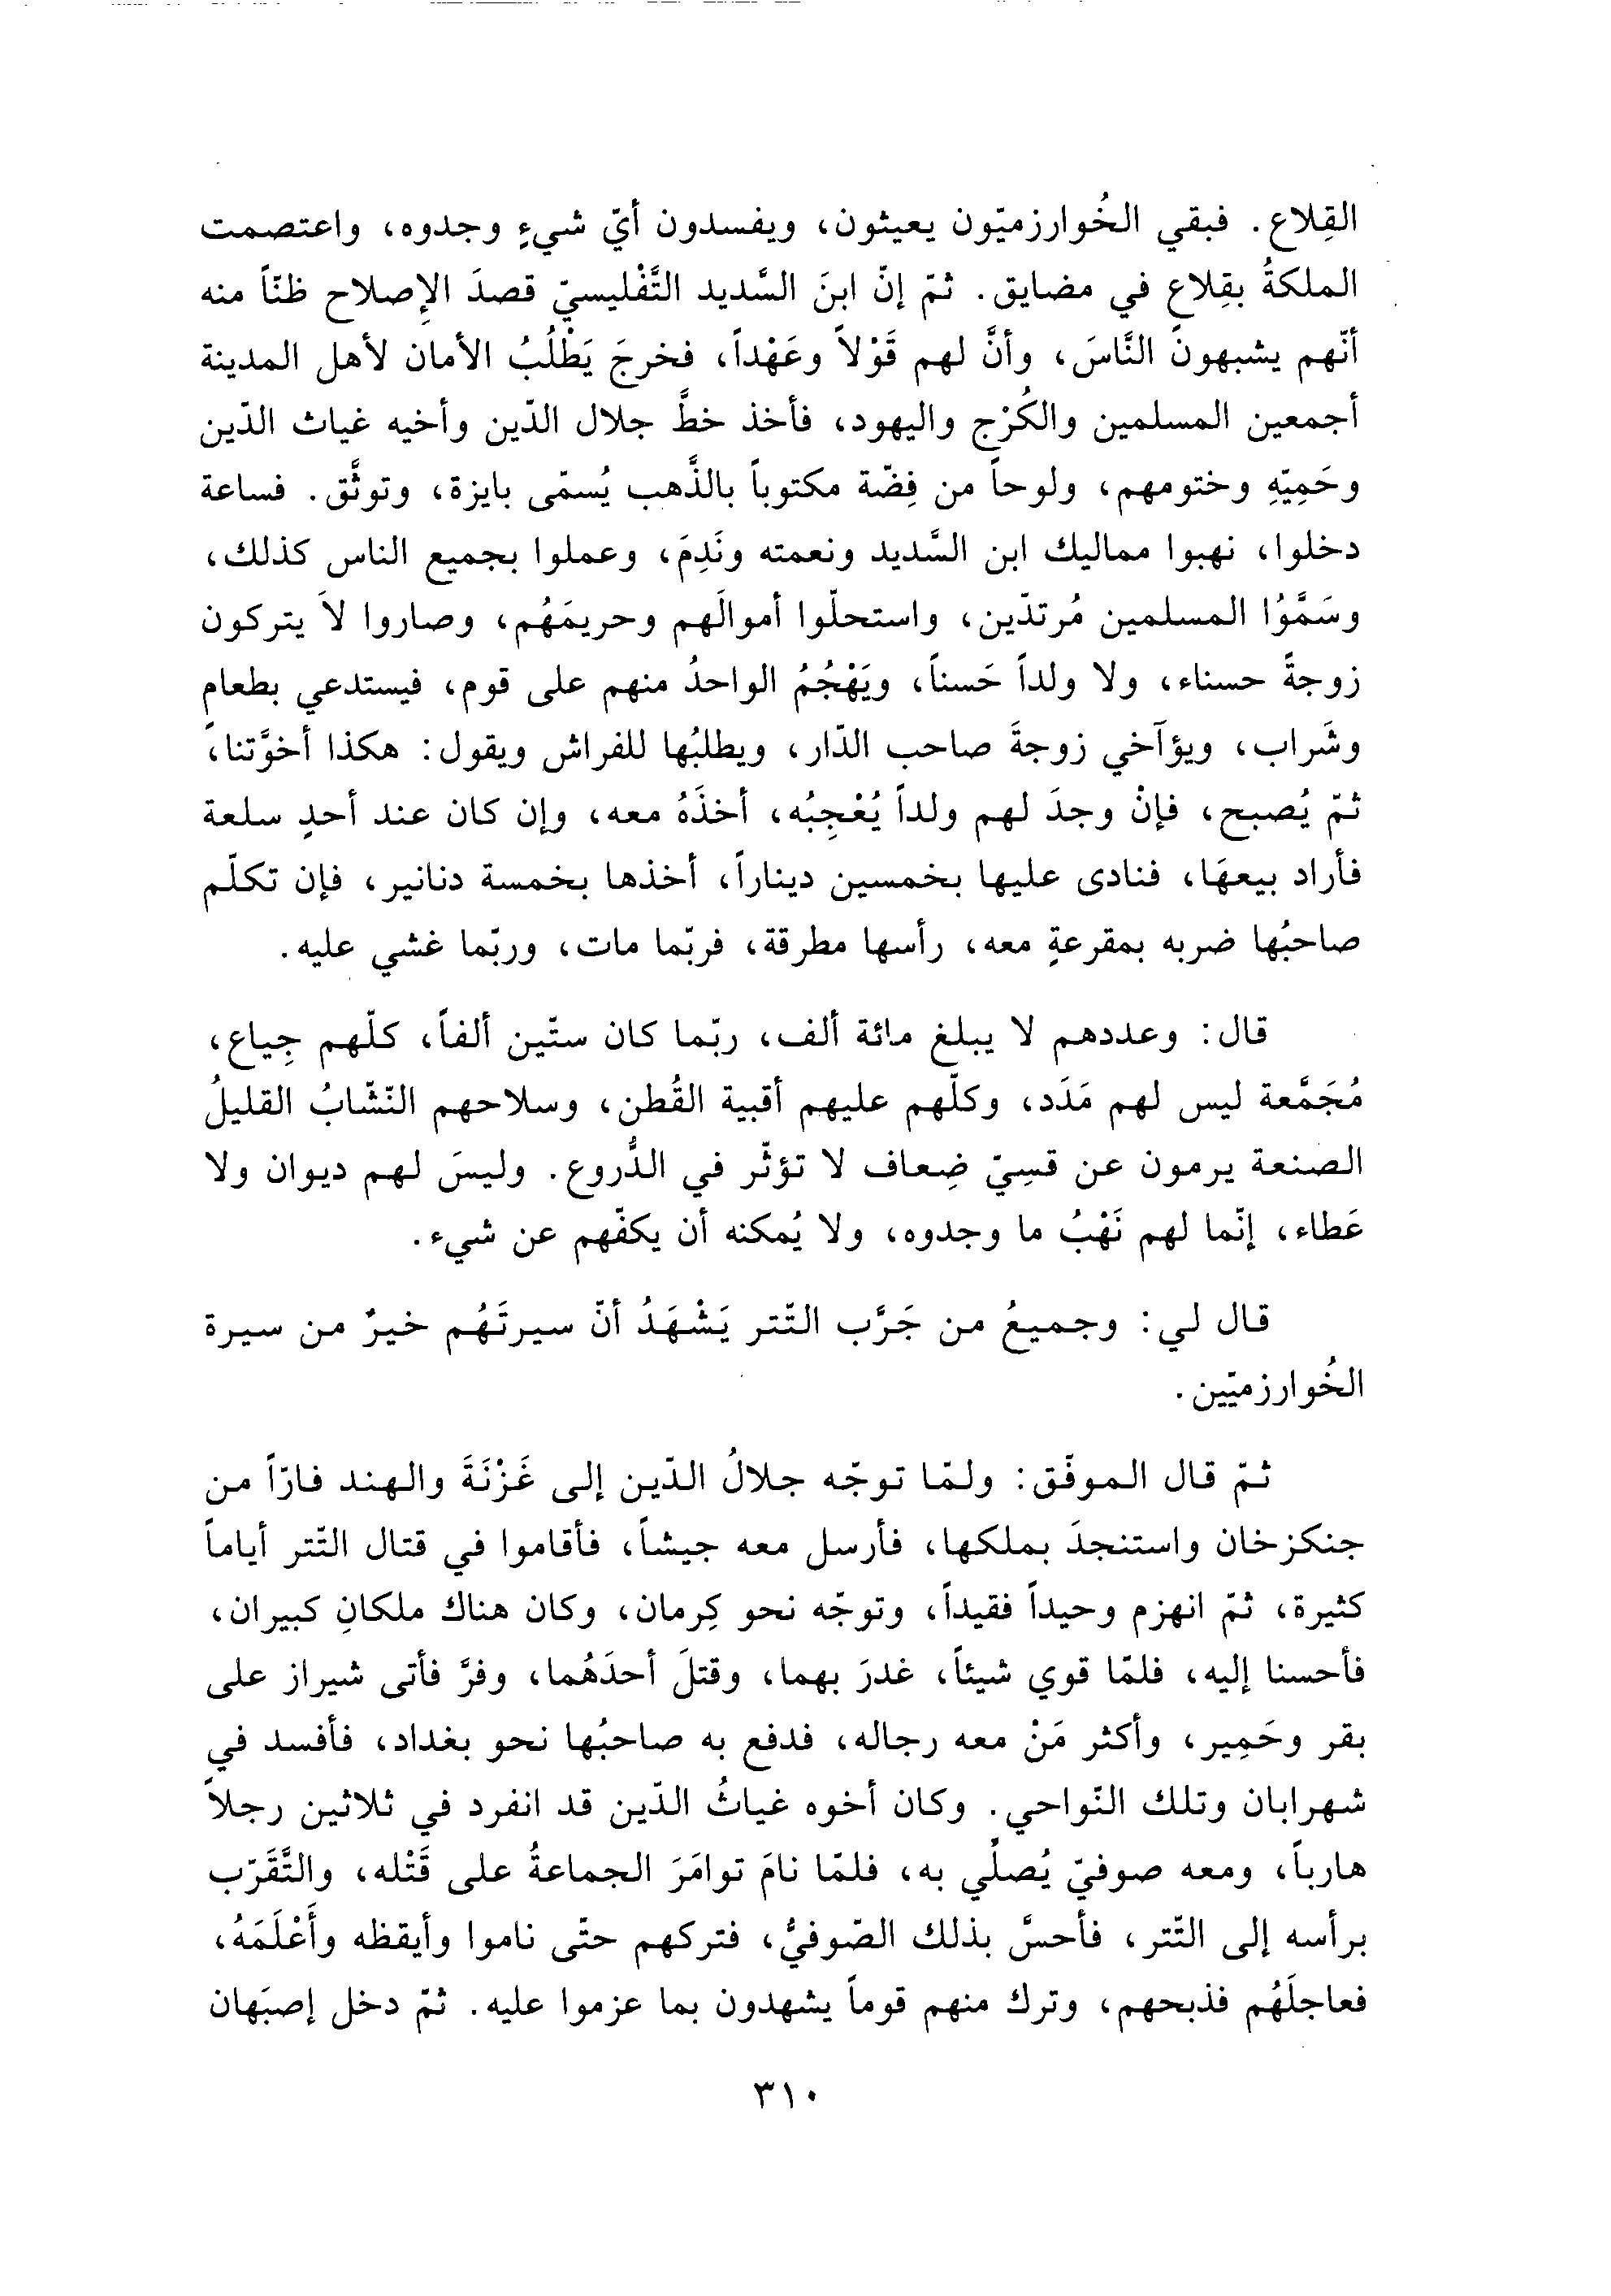 القِلاع. فبقي الخُوارزميّون يعيثون، ويفسدون أيّ شيءٍ وجدوه، واعتصمت
الملكةُ بقِلاعٍ في مضايق. ثمّ إنّ ابنَ السَّديد التَّفْليسيّ قصدَ الإصلاح ظنّاً منه
أنّهم يشبهونَ النَّاسَ، وأنَّ لهم قَوْلاً وعَهْداً، فخرجَ يَطْلُبُ الأمان لأهل المدينة
أجمعين المسلمين والكُرْج واليهود، فأخذ خطَّ جلال الدّين وأخيه غياث الدّين
وحَمِيّهِ وختومهم، ولوحاً من فِضّة مكتوباً بالذَّهب يُسمّى بايزة، وتوثَّق. فساعة
دخلوا، نهبوا مماليك ابن السَّديد ونعمته ونَدِمَ، وعملوا بجميع الناس كذلك،
وسَمَّوُا المسلمين مُرتدّين، واستحلّوا أموالَهم وحريمَهُم، وصاروا لاَ يتركون
زوجةً حسناء، ولا ولداً حَسناً، ويَهْجُمُ الواحدُ منهم على قوم، فيستدعي بطعامٍ
وشَراب، ويؤآخي زوجةَ صاحب الدّار، ويطلبُها للفراش ويقول: هكذا أخوَّتنا،
ثمّ يُصبح، فإنْ وجدَ لهم ولداً يُعْجِبُه، أخذَهُ معه، وإن كان عند أحدٍ سلعة
فأراد بيعهَا، فنادى عليها بخمسين ديناراً، أخذها بخمسة دنانير، فإن تكلّم
صاحبُها ضربه بمقرعةٍ معه، رأسها مطرقة، فربّما مات، وربّما غشي عليه.
قال: وعددهم لا يبلغ مائة ألف، ربّما كان ستّين ألفاً، كلّهم جِياع،
مُجَمَّعة ليس لهم مَدَد، وكلّهم عليهم أقبية القُطن، وسلاحهم النّشّابُ القليلُ
الصنعة يرمون عن قسِيّ ضِعاف لا تؤثّر في الدُّروع. وليسَ لهم ديوان ولا
عَطاء، إنّما لهم نَهْبُ ما وجدوه، ولا يُمكنه أن يكفّهم عن شيء.
قال لي: وجميعُ من جَرَّب التّتر يَشْهَدُ أنّ سيرتَهُم خيرٌ من سيرة
الخُوارزميّين.
ثمّ قال الموفّق: ولمّا توجّه جلالُ الدّين إلى غَزْنَةَ والهند فارّاً من
جنكزخان واستنجدَ بملكها، فأرسل معه جيشاً، فأقاموا في قتال التّتر أياماً
كثيرة، ثمّ انهزم وحيداً فقيداً، وتوجّه نحو كِرمان، وكان هناك ملكانِ كبيران،
فأحسنا إليه، فلمّا قوي شيئاً، غدرَ بهما، وقتلَ أحدَهُما، وفرَّ فأتى شيراز على
بقر وحَمِير، وأكثر مَنْ معه رجاله، فدفع به صاحبُها نحو بغداد، فأفسد في
شهرابان وتلك النّواحي. وكان أخوه غياثُ الدّين قد انفرد في ثلاثين رجلاً
هارباً، ومعه صوفيّ يُصلّي به، فلمّا نامَ توامَرَ الجماعةُ على قَتْله، والتَّقَرّب
برأسه إلى التّتر، فأحسَّ بذلك الصّوفيُّ، فتركهم حتّى ناموا وأيقظه وأَعْلَمَهُ،
فعاجلَهُم فذبحهم، وترك منهم قوماً يشهدون بما عزموا عليه. ثمّ دخل إصبَهان
٣١٠